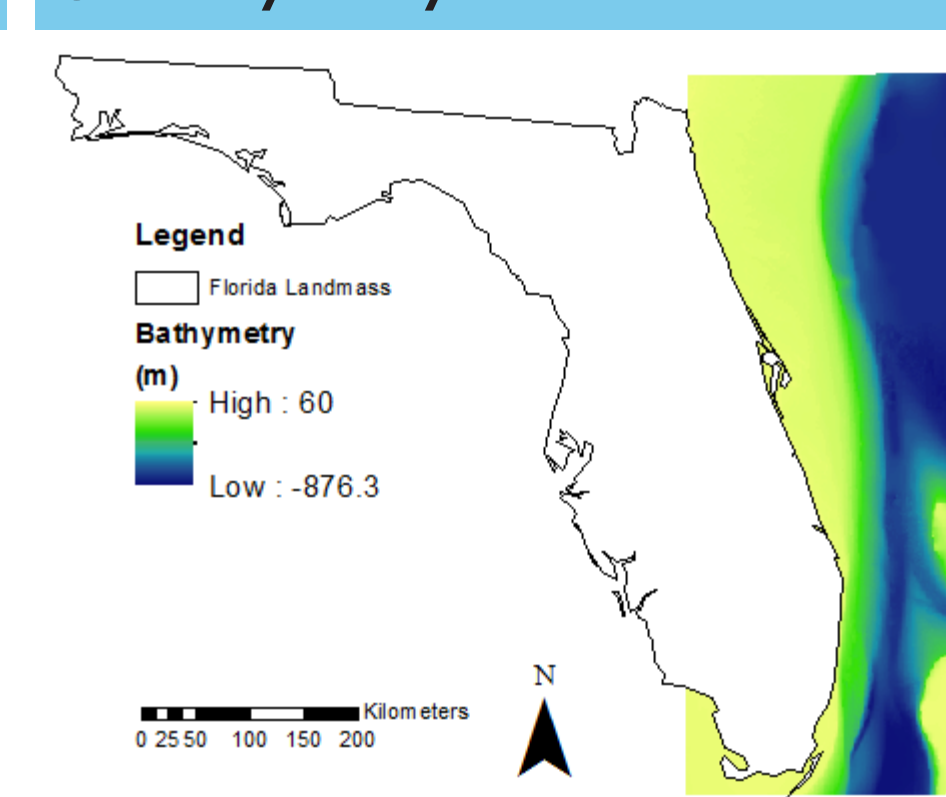 Legend
Florida Landmass
Bathymetry
(m)
High : 60
Low : -876.3
N
Kilometers
0 25 50 100 150 200